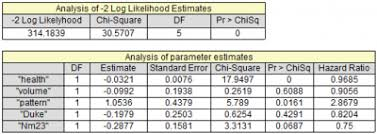 Analysis of -2 Log Likelihood Estimates
-2 Log Likelyhood Chi-Square DF Pr > ChiSq
314.1839 30.5707 5 0
Analysis of parameter estimates
DF Estimate Standard Error Chi-Square Pr > ChiSq Hazard Ratio
"health" 1 -0.0321 0.0076 17.9497 0 0.9685
"volume" 1 -0.0992 0.1938 0.2619 0.6088 0.9056
"pattern" 1 1.0536 0.4379 5.789 0.0161 2.8679
"Duke" 1 -0.1979 0.2503 0.6254 0.4291 0.8204
"Nm23" 1 -0.2877 0.1581 3.3131 0.0687 0.75